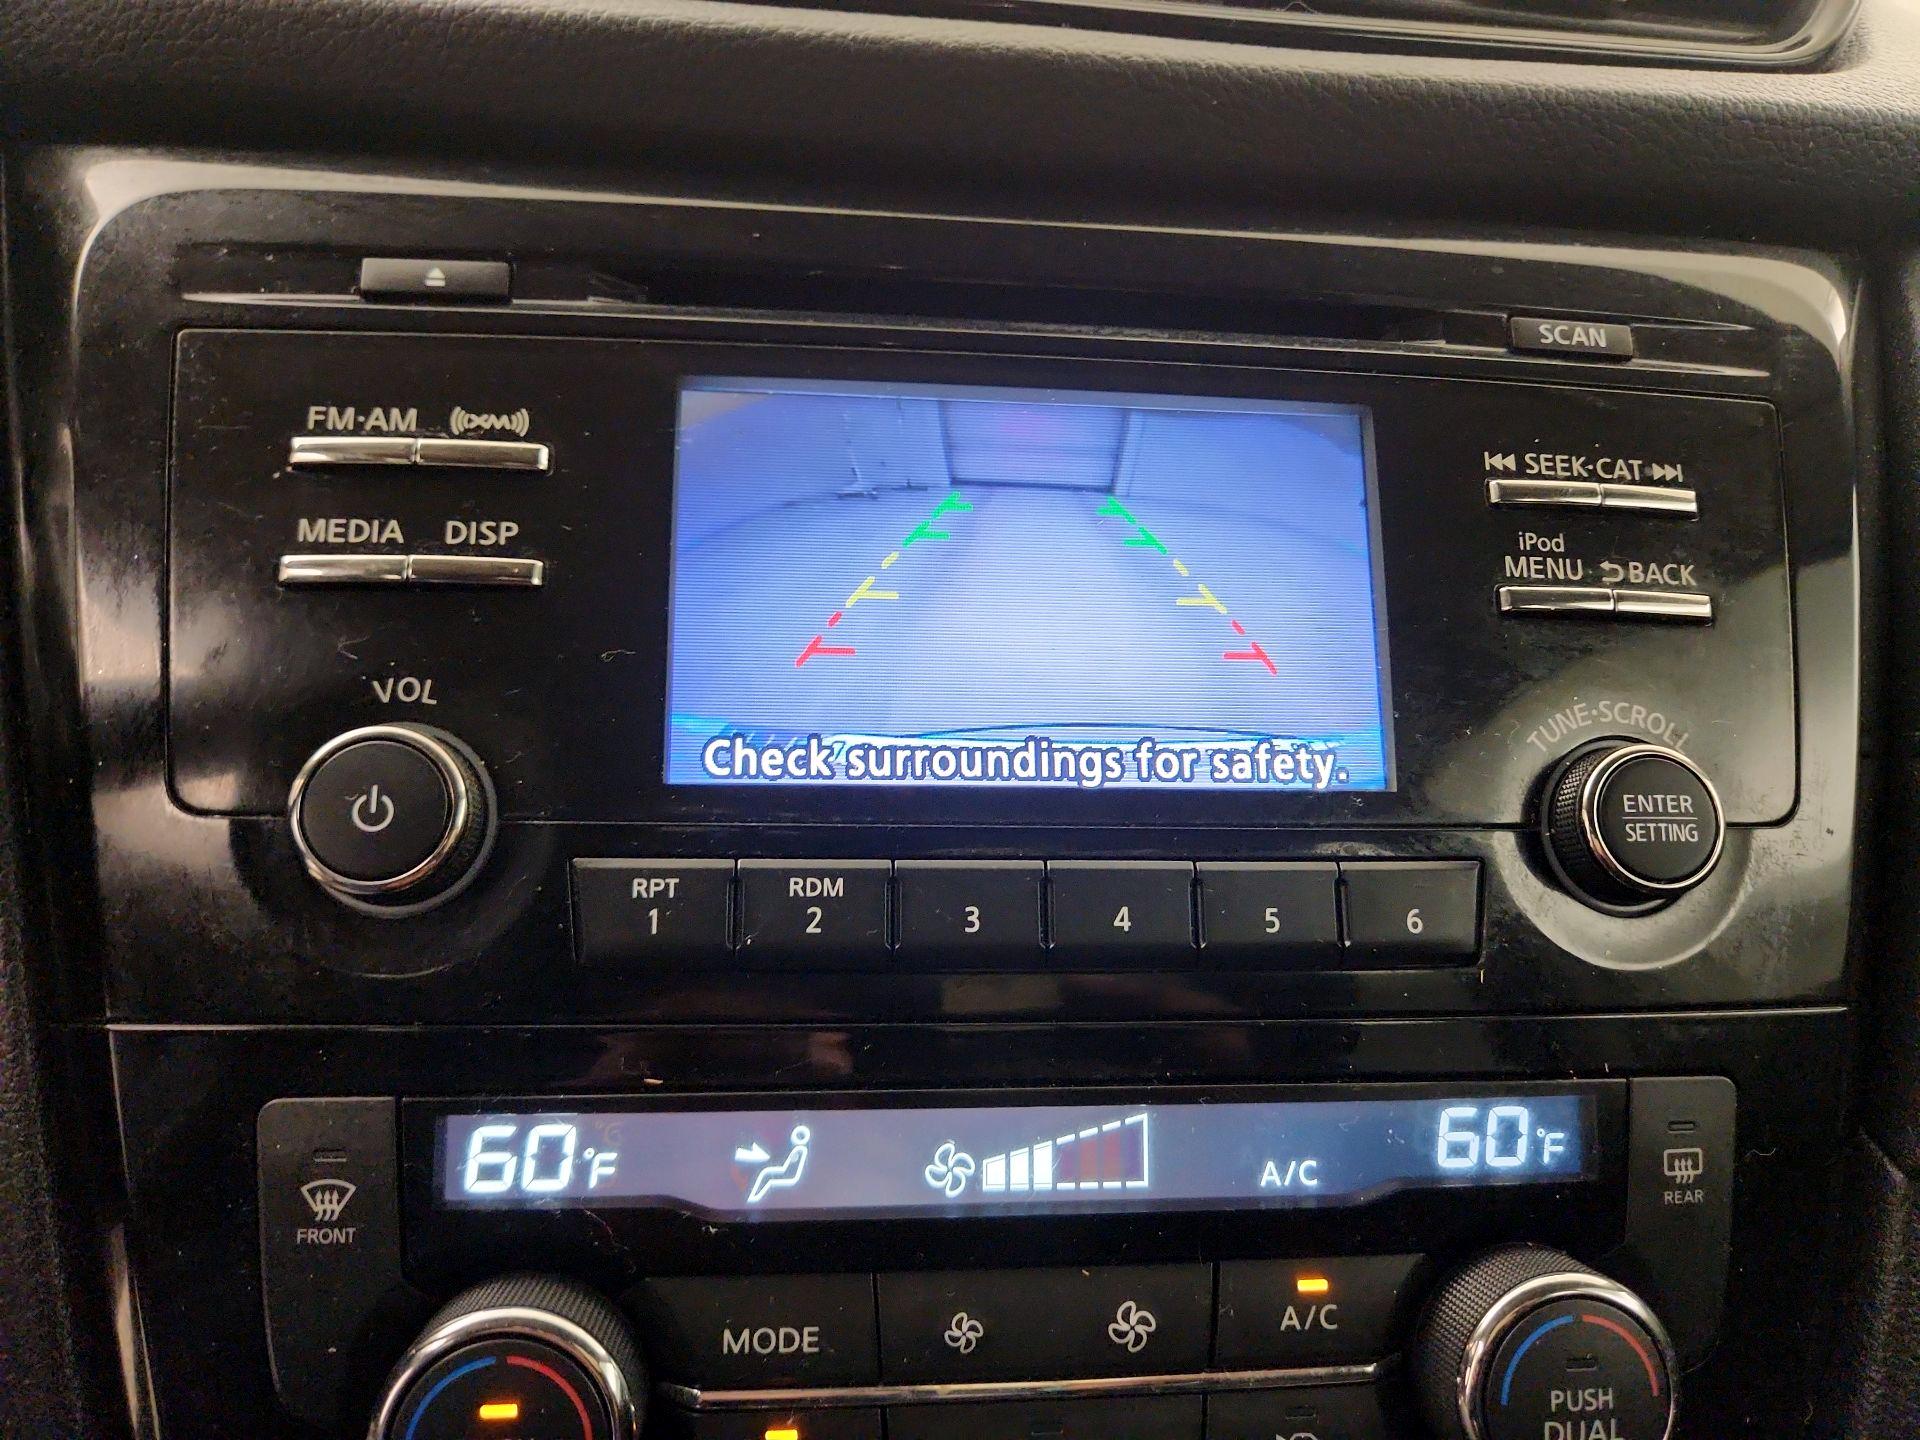 SCAN
FM·AM XM
SEEK·CAT
MEDIA DISP
iPod
MENU BACK
VOL
TUNE·SCROLL
Check surroundings for safety.
ENTER
SETTING
RPT
1
RDM
2
3
4
5
6
60°F
A/C
60°F
FRONT
REAR
MODE
A/C
PUSH
DUAL